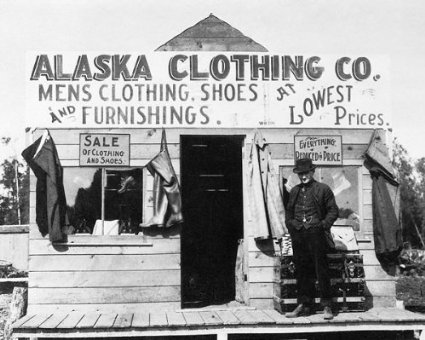 ALASKA CLOTHING CO.
MENS CLOTHING, SHOES AT LOWEST
AND FURNISHINGS. Prices.
SALE
OF CLOTHING
AND SHOES.
EVERYTHING
REDUCED IN PRICE